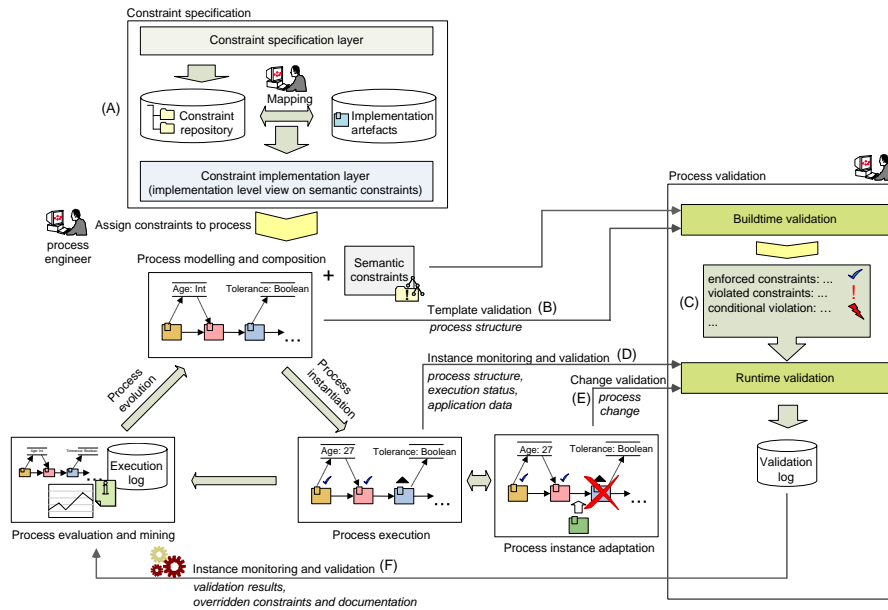 Constraint specification
Constraint specification layer
(A)
Mapping
Constraint
repository
Implementation
artefacts
Constraint implementation layer
(implementation level view on semantic constraints)
Process validation
process
engineer
Assign constraints to process
Buildtime validation
Process modelling and composition
+
Semantic
constraints
Age: Int
Tolerance: Boolean
...
Template validation (B)
process structure
(C)
enforced constraints: ...
violated constraints: ...
conditional violation: ...
...
Instance monitoring and validation (D)
process structure,
execution status,
application data
Change validation
(E)
process
change
Runtime validation
Process
evolution
Process
instantiation
Age: Int
Tolerance: Boolean
...
Execution
log
Age: 27
Tolerance: Boolean
...
Age: 27
Tolerance: Boolean
...
Validation
log
Process evaluation and mining
Process execution
Process instance adaptation
Instance monitoring and validation (F)
validation results,
overridden constraints and documentation